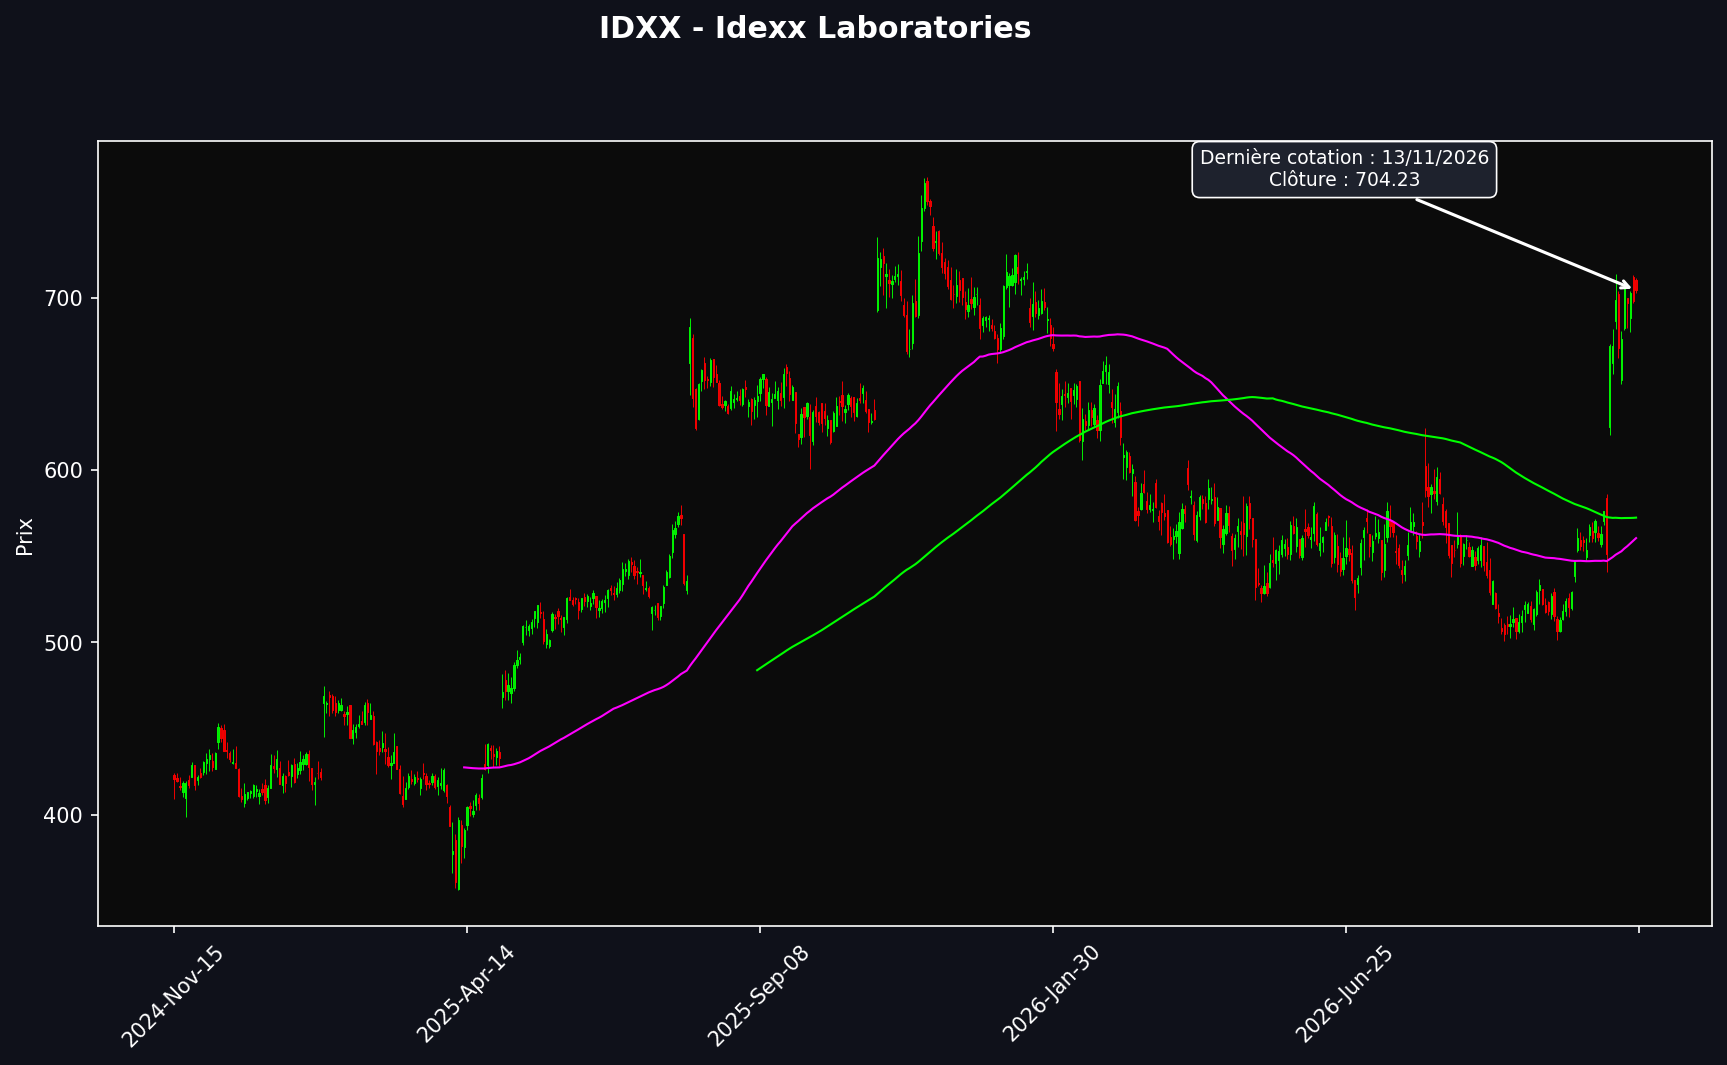 IDXX - Idexx Laboratories
Dernière cotation : 13/11/2026
Clôture : 704.23
700
600
500
400
Prix
2024-Nov-15
2025-Apr-14
2025-Sep-08
2026-Jan-30
2026-Jun-25